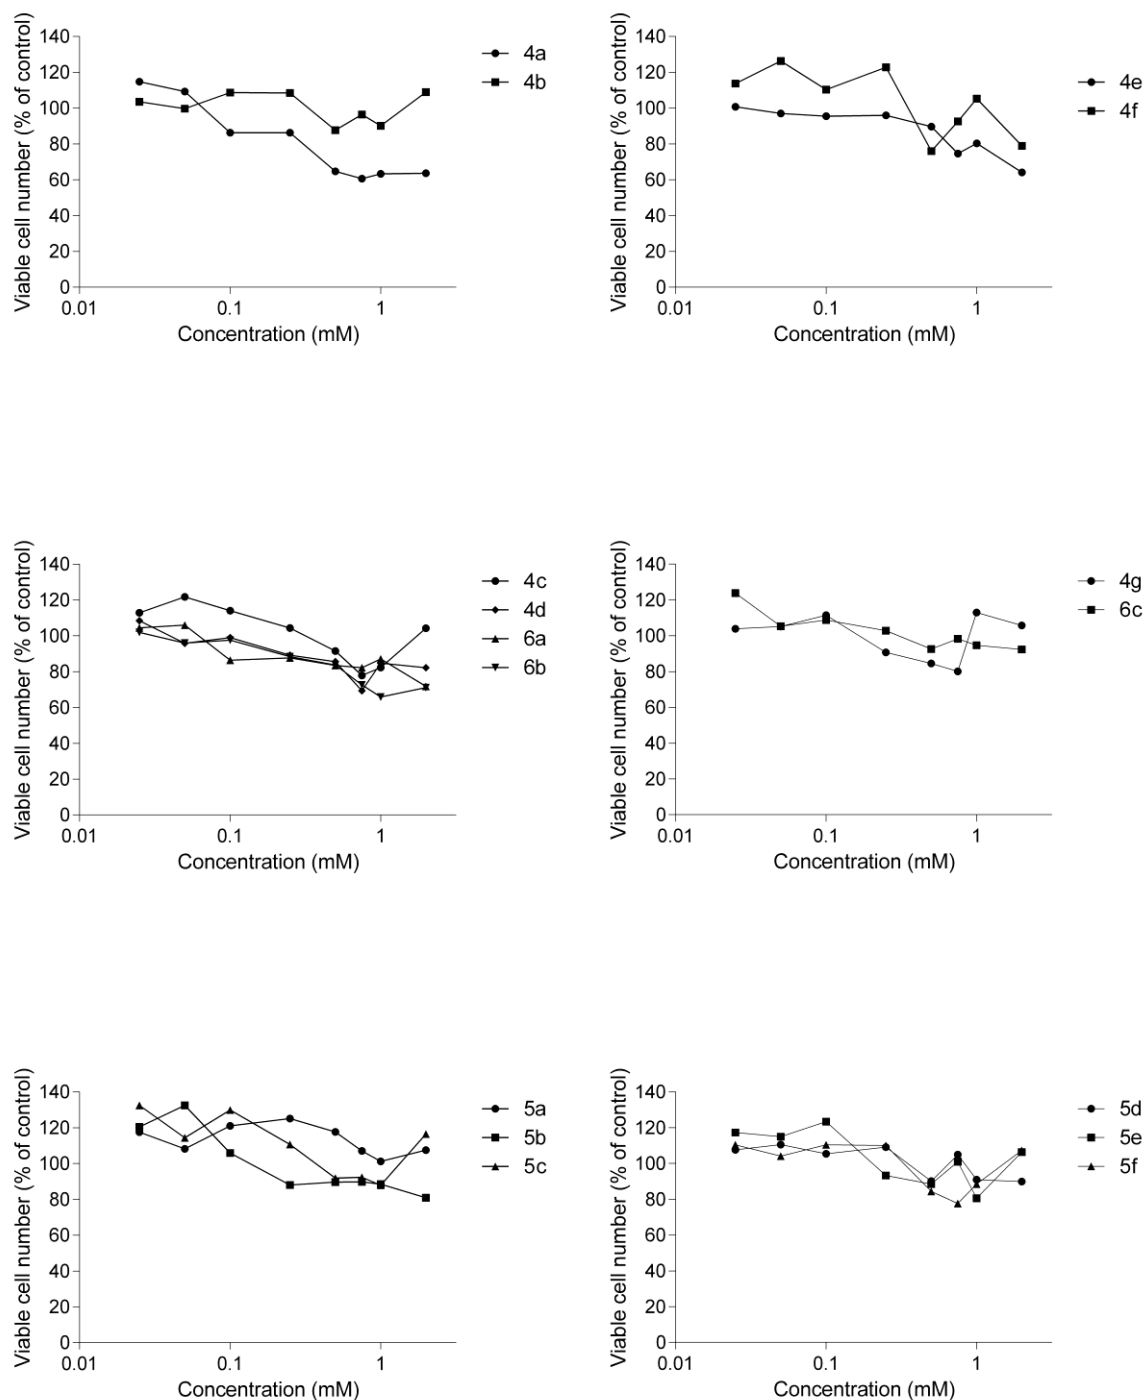 Viable cell number (% of control)
140
120
100
80
60
40
20
0
0.01
0.1
1
Concentration (mM)
4a
4b
Viable cell number (% of control)
140
120
100
80
60
40
20
0
0.01
0.1
1
Concentration (mM)
4e
4f
Viable cell number (% of control)
140
120
100
80
60
40
20
0
0.01
0.1
1
Concentration (mM)
4c
4d
6a
6b
Viable cell number (% of control)
140
120
100
80
60
40
20
0
0.01
0.1
1
Concentration (mM)
4g
6c
Viable cell number (% of control)
140
120
100
80
60
40
20
0
0.01
0.1
1
Concentration (mM)
5a
5b
5c
Viable cell number (% of control)
140
120
100
80
60
40
20
0
0.01
0.1
1
Concentration (mM)
5d
5e
5f